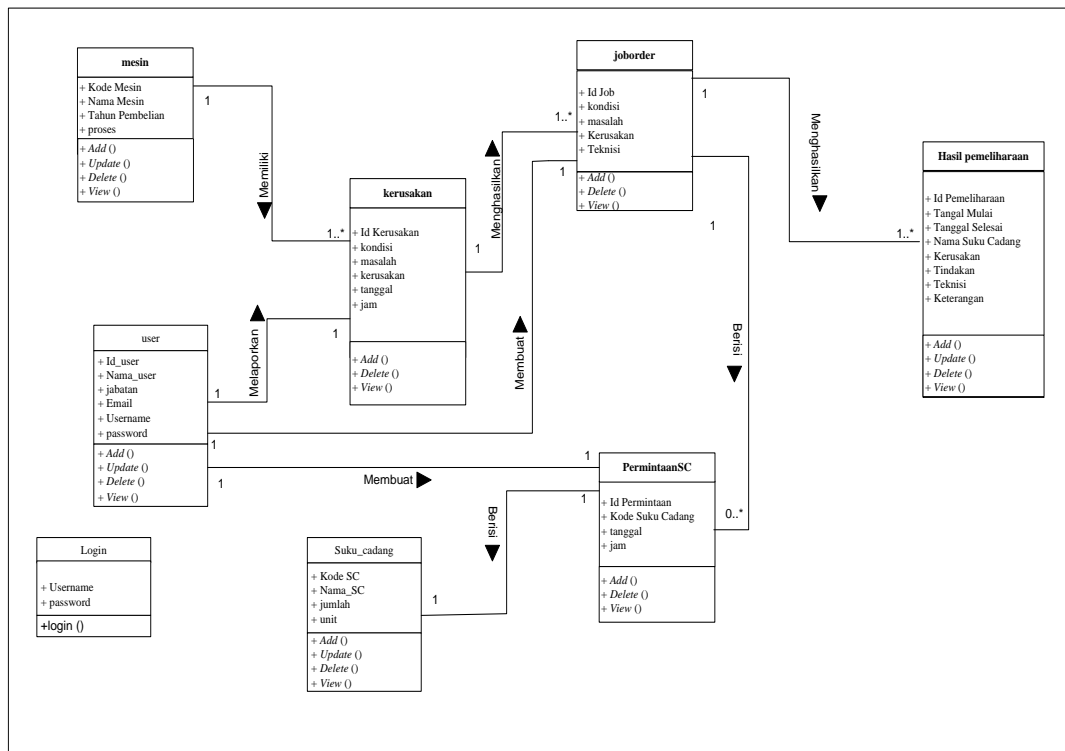 mesin
+ Kode Mesin
+ Nama Mesin
+ Tahun Pembelian
+ proses
+ Add ()
+ Update ()
+ Delete ()
+ View ()
1
Memiliki
1..*
kerusakan
+ Id Kerusakan
+ kondisi
+ masalah
+ kerusakan
+ tanggal
+ jam
+ Add ()
+ Delete ()
+ View ()
1
Menghasilkan
1..*
joborder
+ Id Job
+ kondisi
+ masalah
+ Kerusakan
+ Teknisi
+ Add ()
+ Delete ()
+ View ()
1
Menghasilkan
1..*
Hasil pemeliharaan
+ Id Pemeliharaan
+ Tangal Mulai
+ Tanggal Selesai
+ Nama Suku Cadang
+ Kerusakan
+ Tindakan
+ Teknisi
+ Keterangan
+ Add ()
+ Update ()
+ Delete ()
+ View ()
user
+ Id_user
+ Nama_user
+ jabatan
+ Email
+ Username
+ password
+ Add ()
+ Update ()
+ Delete ()
+ View ()
1
Melaporkan
1
1
Membuat
1
1
Membuat
1
1
Berisi
0..*
PermintaanSC
+ Id Permintaan
+ Kode Suku Cadang
+ tanggal
+ jam
+ Add ()
+ Delete ()
+ View ()
1
Berisi
1
Suku_cadang
+ Kode SC
+ Nama_SC
+ jumlah
+ unit
+ Add ()
+ Update ()
+ Delete ()
+ View ()
Login
+ Username
+ password
+login ()